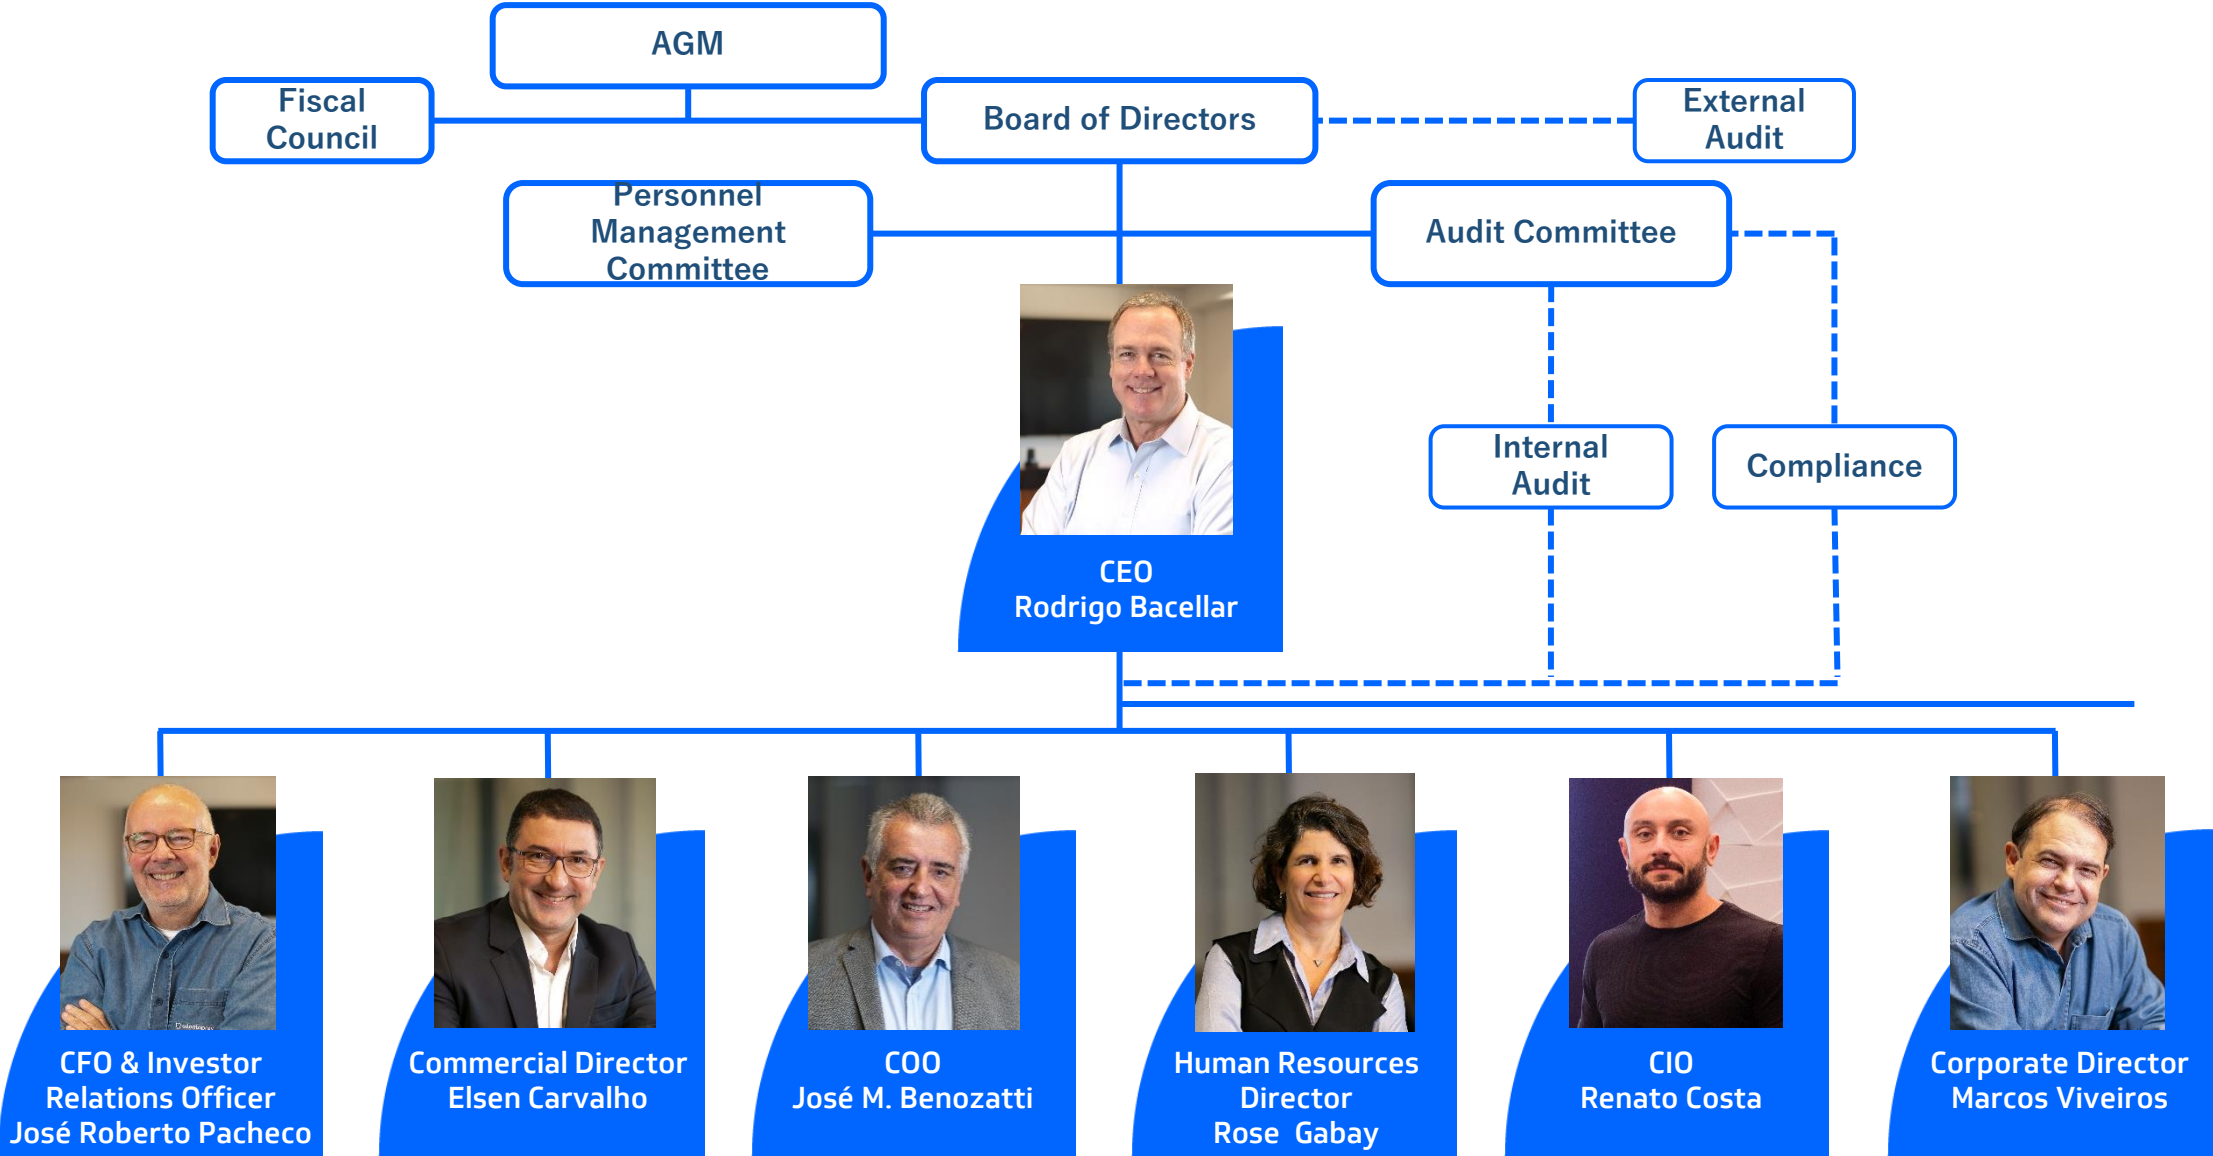 AGM
Fiscal
Council
Board of Directors
External
Audit
Personnel
Management
Committee
Audit Committee
Internal
Audit
Compliance
CEO
Rodrigo Bacellar
CFO & Investor
Relations Officer
José Roberto Pacheco
Commercial Director
Elsen Carvalho
COO
José M. Benozatti
Human Resources
Director
Rose  Gabay
CIO
Renato Costa
Corporate Director
Marcos Viveiros